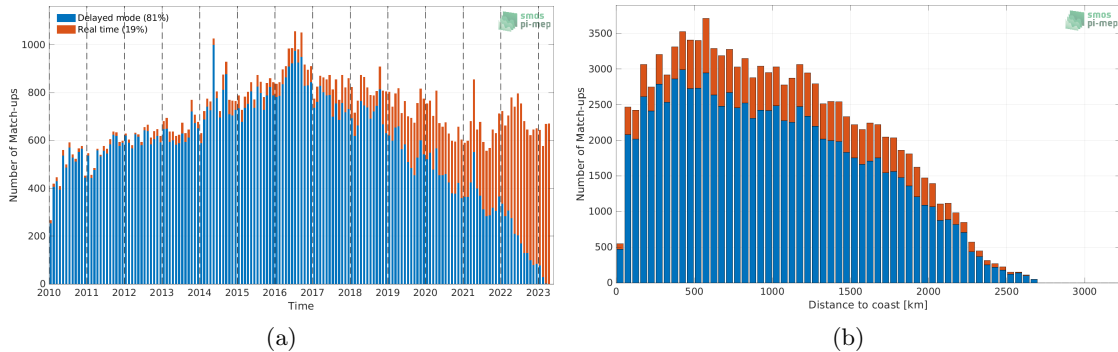 Delayed mode (81%)
Real time (19%)
smos
pi-mep
1000
800
600
400
200
0
Number of Match-ups
2010 2011 2012 2013 2014 2015 2016 2017 2018 2019 2020 2021 2022 2023
Time
(a)
smos
pi-mep
3500
3000
2500
2000
1500
1000
500
0
Number of Match-ups
0 500 1000 1500 2000 2500 3000
Distance to coast [km]
(b)